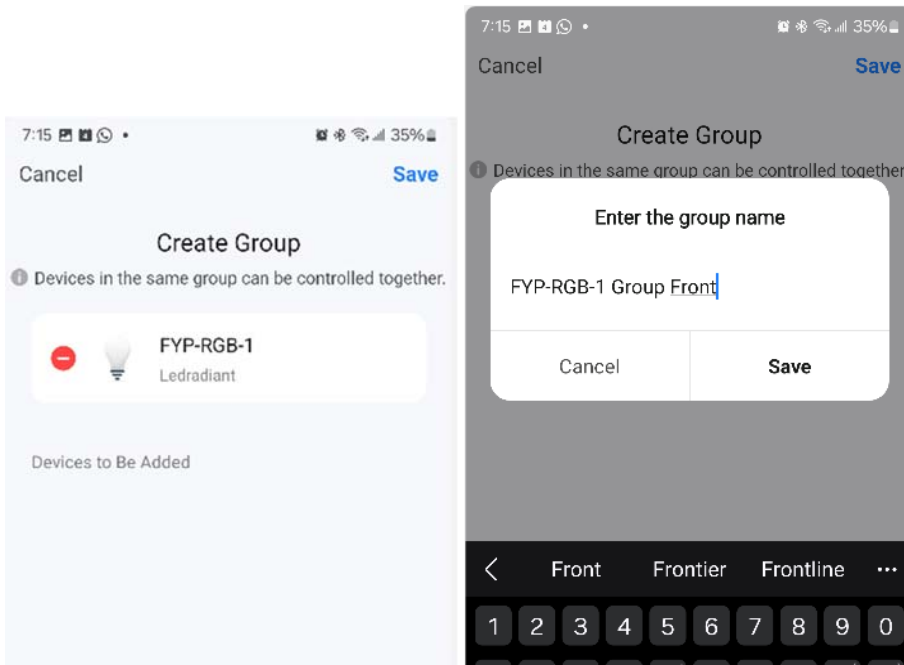 7:15
35%
Cancel
Save
Create Group
Devices in the same group can be controlled together.
FYP-RGB-1
Ledradiant
Devices to Be Added
7:15
35%
Cancel
Save
Create Group
Devices in the same group can be controlled together
Enter the group name
FYP-RGB-1 Group Front
Cancel
Save
Front
Frontier
Frontline
1 2 3 4 5 6 7 8 9 0